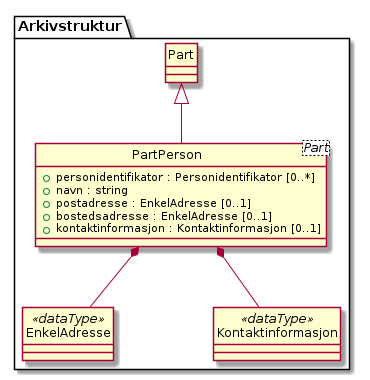 Arkivstruktur
Part
Part
PartPerson
personidentifikator : Personidentifikator [0..*]
navn : string
postadresse : EnkelAdresse [0..1]
bostedsadresse : EnkelAdresse [0..1]
kontaktinformasjon : Kontaktinformasjon [0..1]
«dataType»
EnkelAdresse
«dataType»
Kontaktinformasjon